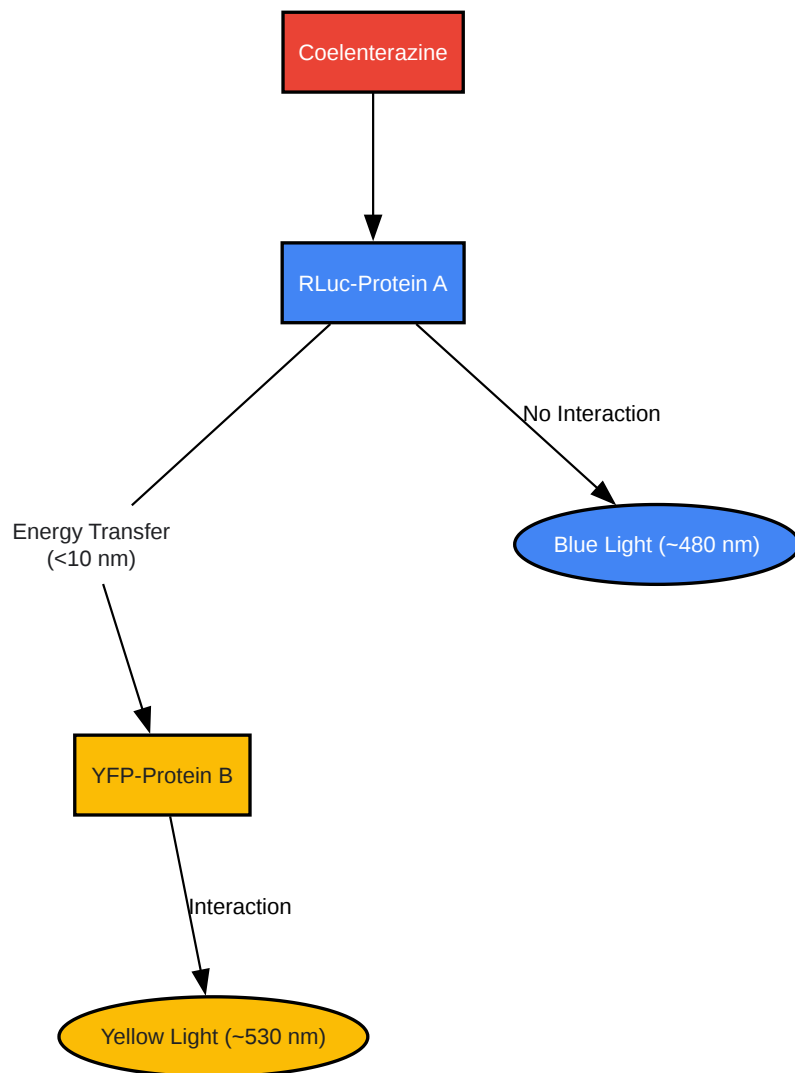 Coelenterazine
RLuc-Protein A
No Interaction
Energy Transfer
(<10 nm)
Blue Light (~480 nm)
YFP-Protein B
Interaction
Yellow Light (~530 nm)